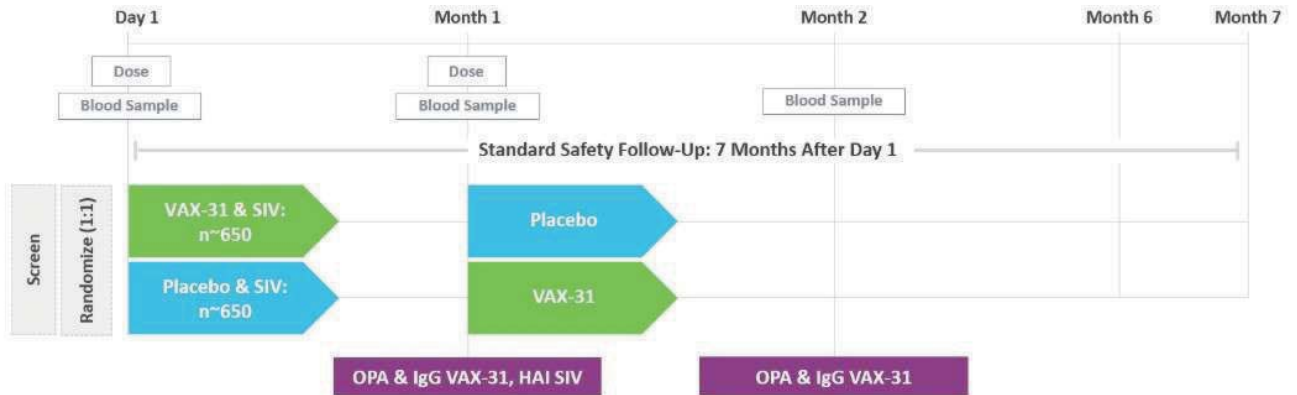 Day 1
Month 1
Month 2
Month 6
Month 7
Dose
Dose
Blood Sample
Blood Sample
Blood Sample
Standard Safety Follow-Up: 7 Months After Day 1
Screen
Randomize (1:1)
VAX-31 & SIV:
n~650
Placebo
Placebo & SIV:
n~650
VAX-31
OPA & IgG VAX-31, HAI SIV
OPA & IgG VAX-31